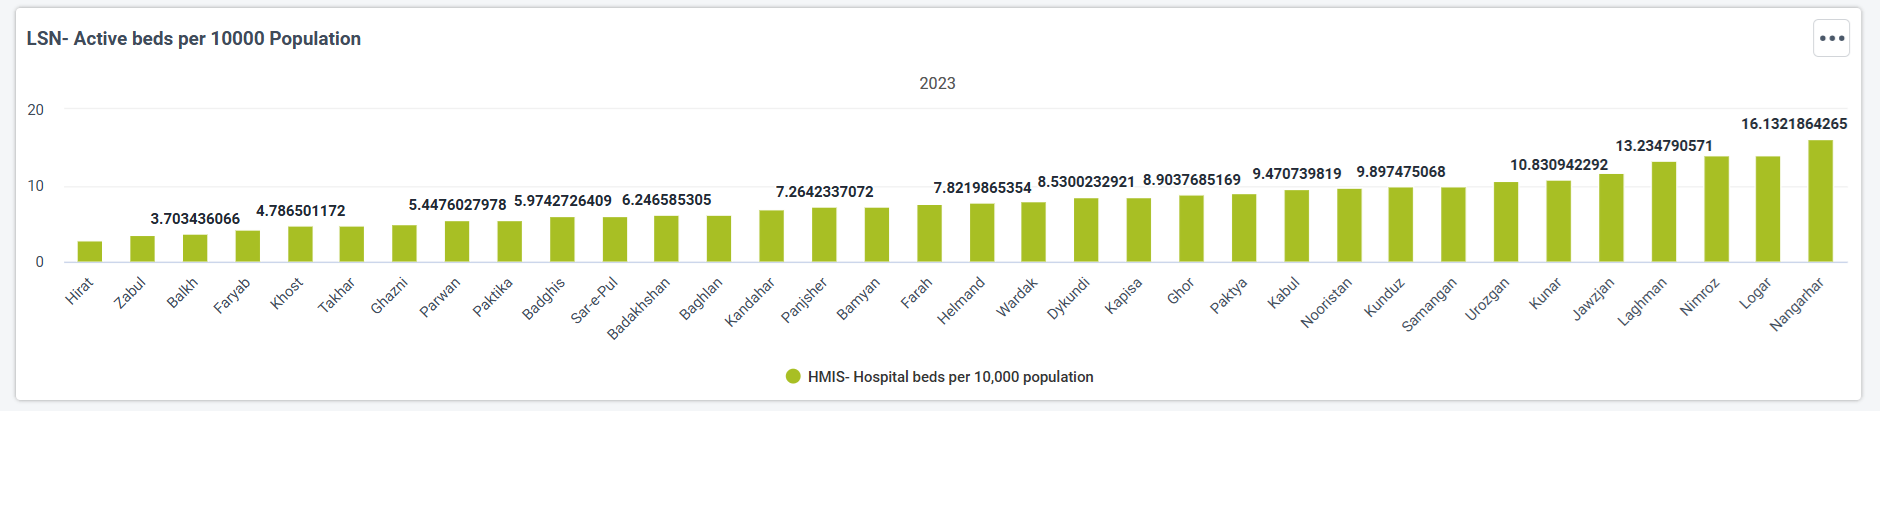 LSN- Active beds per 10000 Population
2023
20
10
0
3.703436066
4.786501172
5.4476027978
5.9742726409
6.246585305
7.2642337072
7.8219865354
8.5300232921
8.9037685169
9.470739819
9.897475068
10.830942292
13.234790571
16.1321864265
Hirat
Zabul
Balkh
Faryab
Khost
Takhar
Ghazni
Parwan
Paktika
Badghis
Sar-e-Pul
Badakhshan
Baghlan
Kandahar
Panjsher
Bamyan
Farah
Helmand
Wardak
Dykundi
Kapisa
Ghor
Paktya
Kabul
Nooristan
Kunduz
Samangan
Urozgan
Kunar
Jawzjan
Laghman
Nimroz
Logar
Nangarhar
HMIS- Hospital beds per 10,000 population